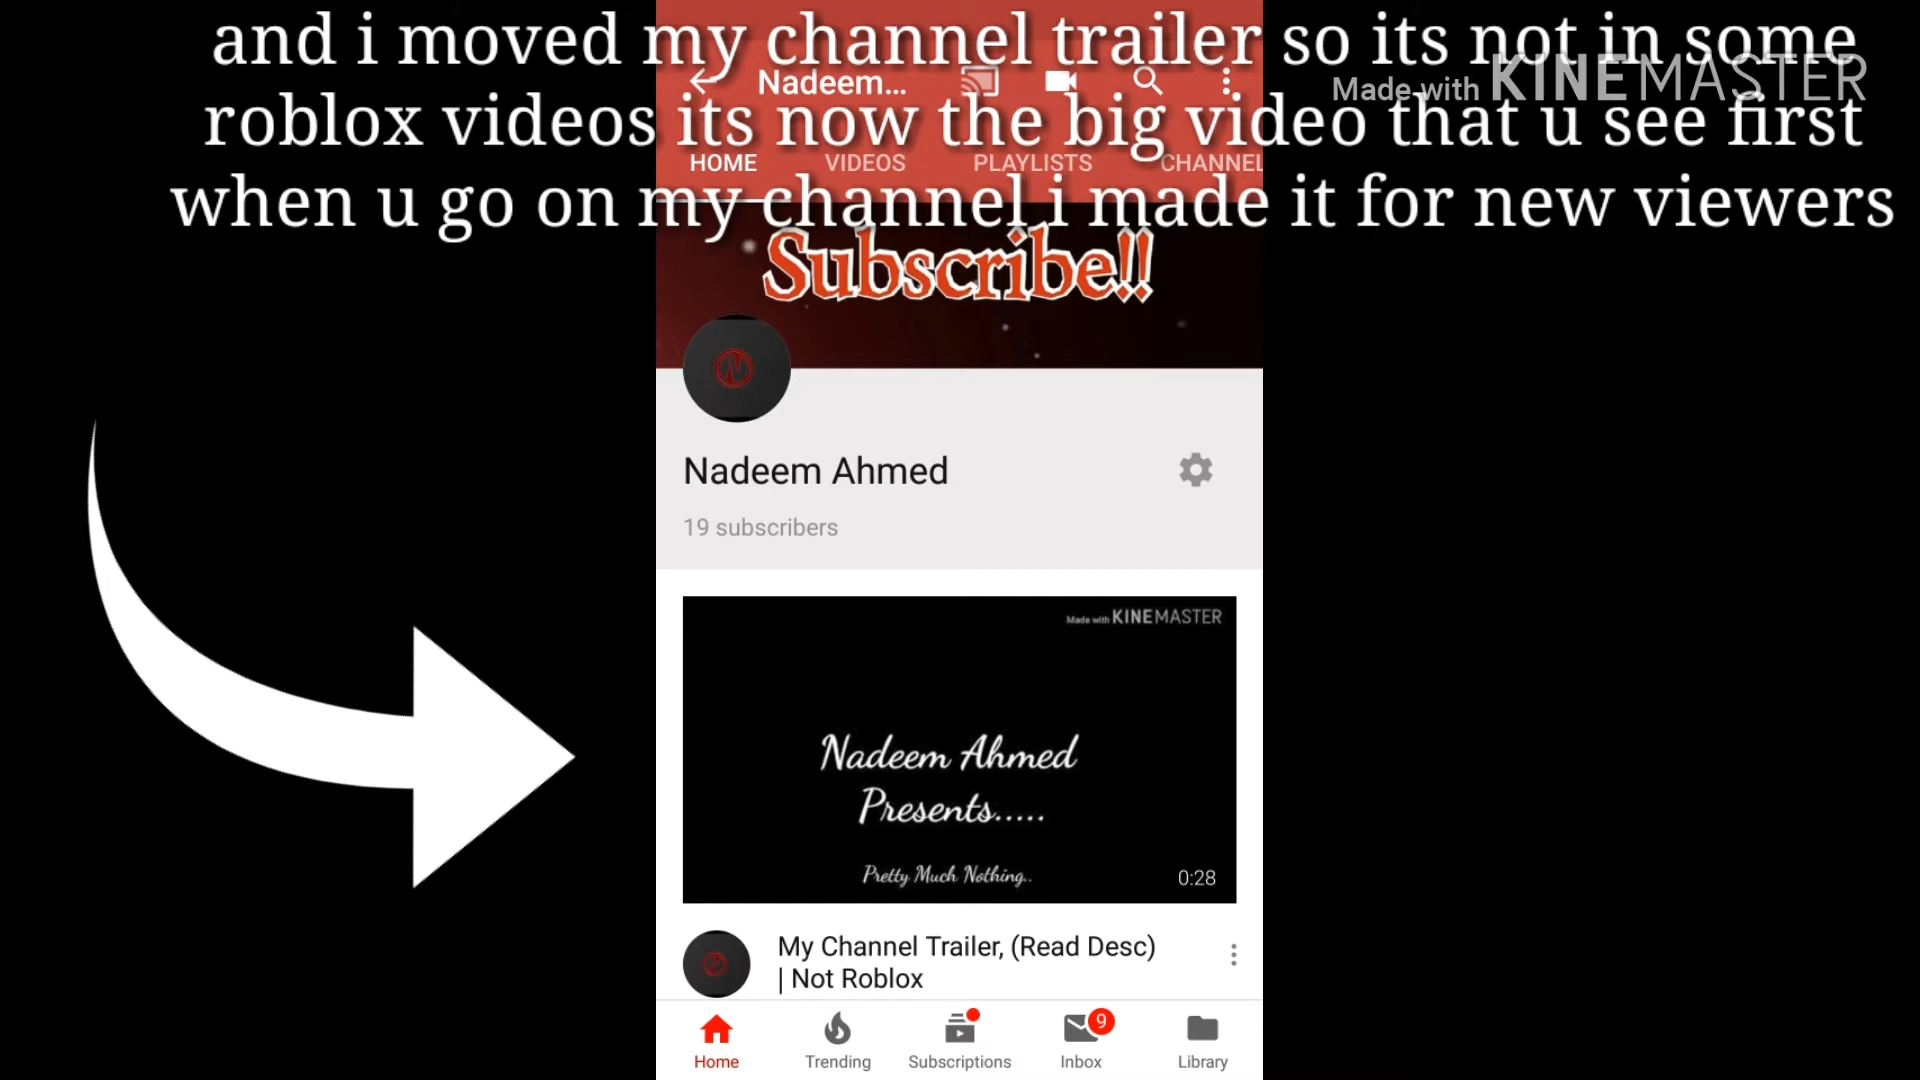 and i moved my channel trailer so its not in some
roblox videos its now the big video that u see first
when u go on my channel i made it for new viewers
Made with KINEMASTER
Nadeem...
HOME VIDEOS PLAYLISTS CHANNEL
Subscribe!!
Nadeem Ahmed
19 subscribers
Made with KINEMASTER
Nadeem Ahmed
Presents.....
Pretty Much Nothing..
0:28
My Channel Trailer, (Read Desc)
| Not Roblox
9
Home Trending Subscriptions Inbox Library